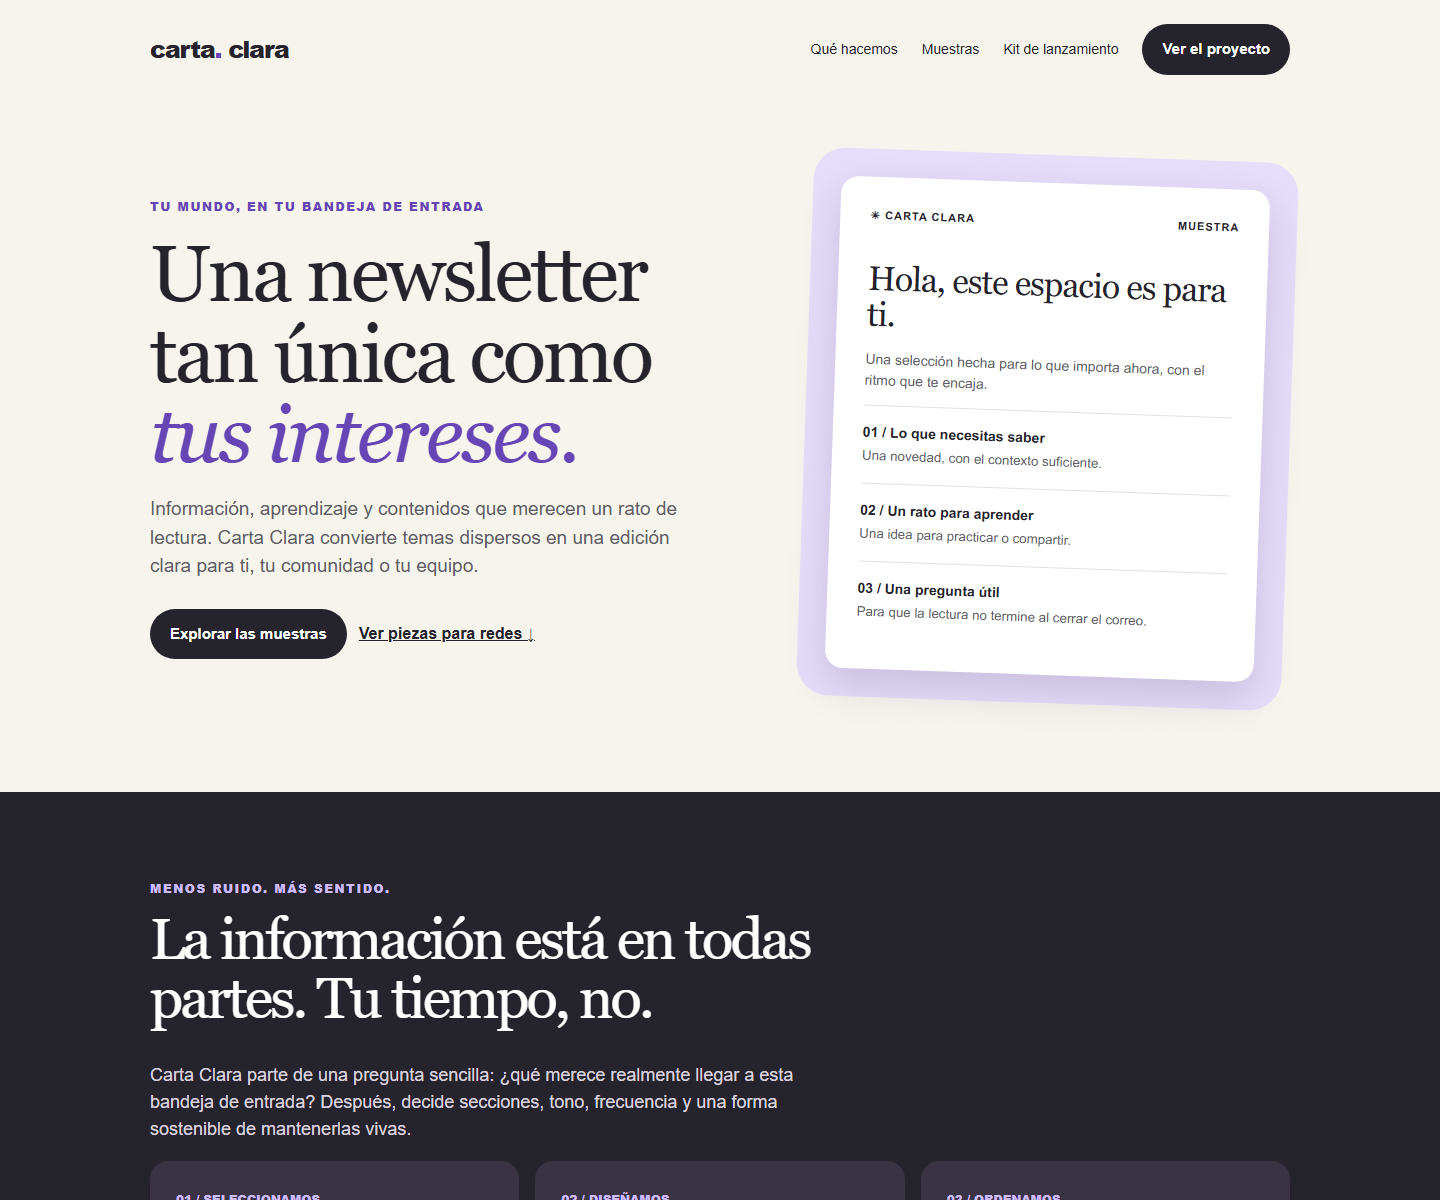 carta. clara
Qué hacemos
Muestras
Kit de lanzamiento
Ver el proyecto
TU MUNDO, EN TU BANDEJA DE ENTRADA
Una newsletter
tan única como
tus intereses.
Información, aprendizaje y contenidos que merecen un rato de
lectura. Carta Clara convierte temas dispersos en una edición
clara para ti, tu comunidad o tu equipo.
Explorar las muestras
Ver piezas para redes ↓
✳ CARTA CLARA
MUESTRA
Hola, este espacio es para
ti.
Una selección hecha para lo que importa ahora, con el
ritmo que te encaja.
01 / Lo que necesitas saber
Una novedad, con el contexto suficiente.
02 / Un rato para aprender
Una idea para practicar o compartir.
03 / Una pregunta útil
Para que la lectura no termine al cerrar el correo.
MENOS RUIDO. MÁS SENTIDO.
La información está en todas
partes. Tu tiempo, no.
Carta Clara parte de una pregunta sencilla: ¿qué merece realmente llegar a esta
bandeja de entrada? Después, decide secciones, tono, frecuencia y una forma
sostenible de mantenerlas vivas.
01 / SELECCIONAMOS
02 / DISEÑAMOS
03 / ORDENAMOS